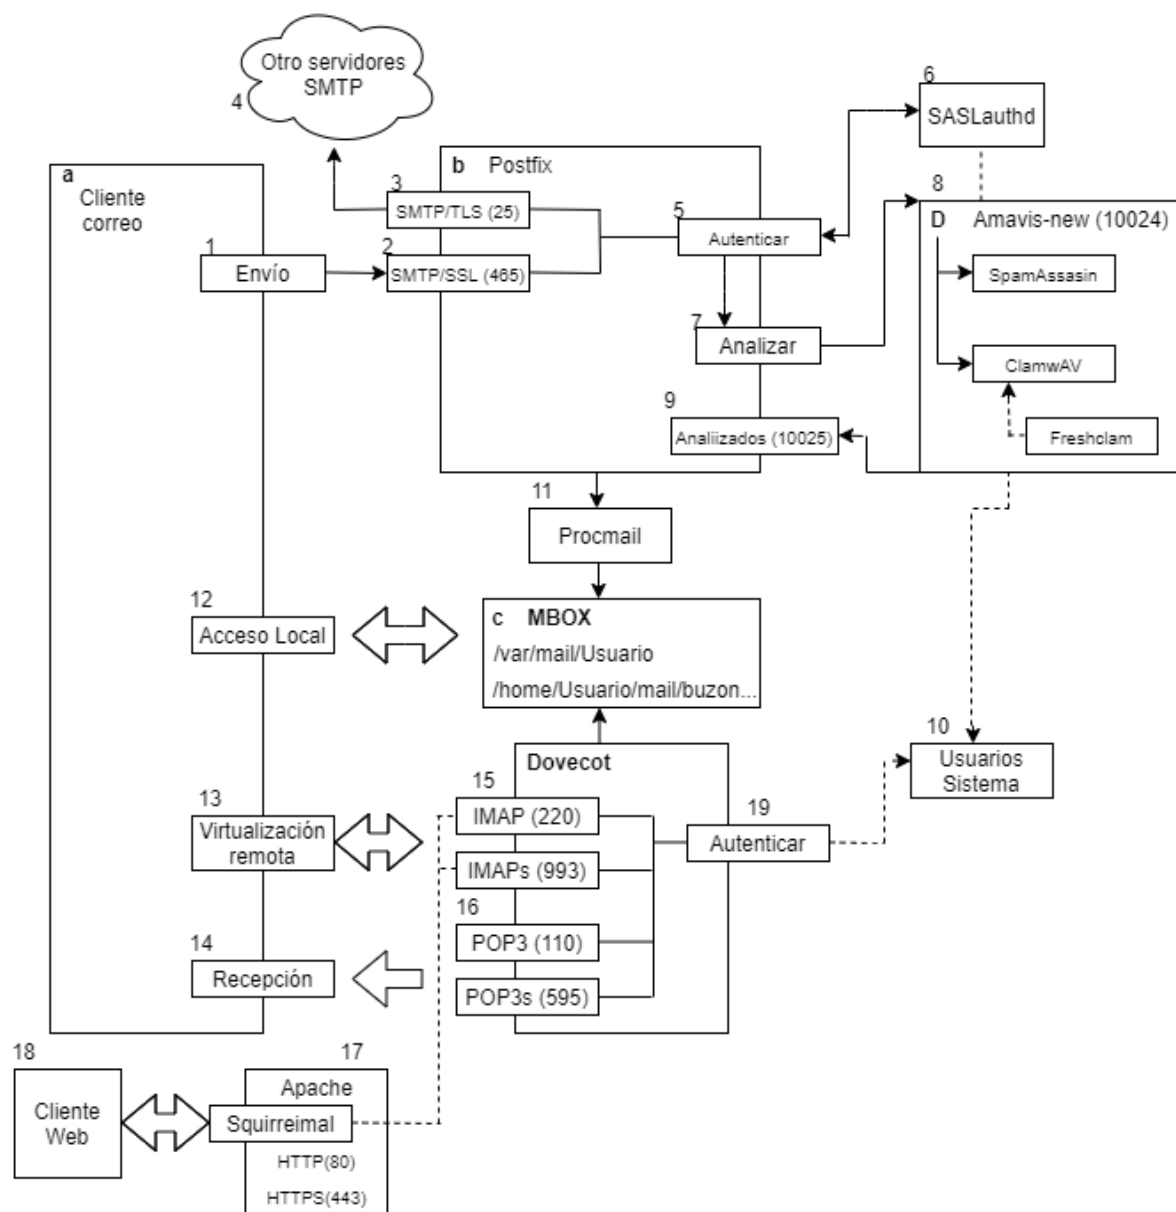 Otro servidores
SMTP
4
6
SASLauthd
a
Cliente
correo
b Postfix
3
SMTP/TLS (25)
5
Autenticar
8
D Amavis-new (10024)
1
Envío
2
SMTP/SSL (465)
SpamAssasin
7
Analizar
ClamwAV
9
Analiizados (10025)
Freshclam
11
Procmail
12
Acceso Local
c MBOX
/var/mail/Usuario
/home/Usuario/mail/buzon...
10
Usuarios
Sistema
Dovecot
13
Virtualización
remota
15
IMAP (220)
19
Autenticar
IMAPs (993)
16
POP3 (110)
14
Recepción
POP3s (595)
18
Cliente
Web
17
Apache
Squirreimal
HTTP(80)
HTTPS(443)